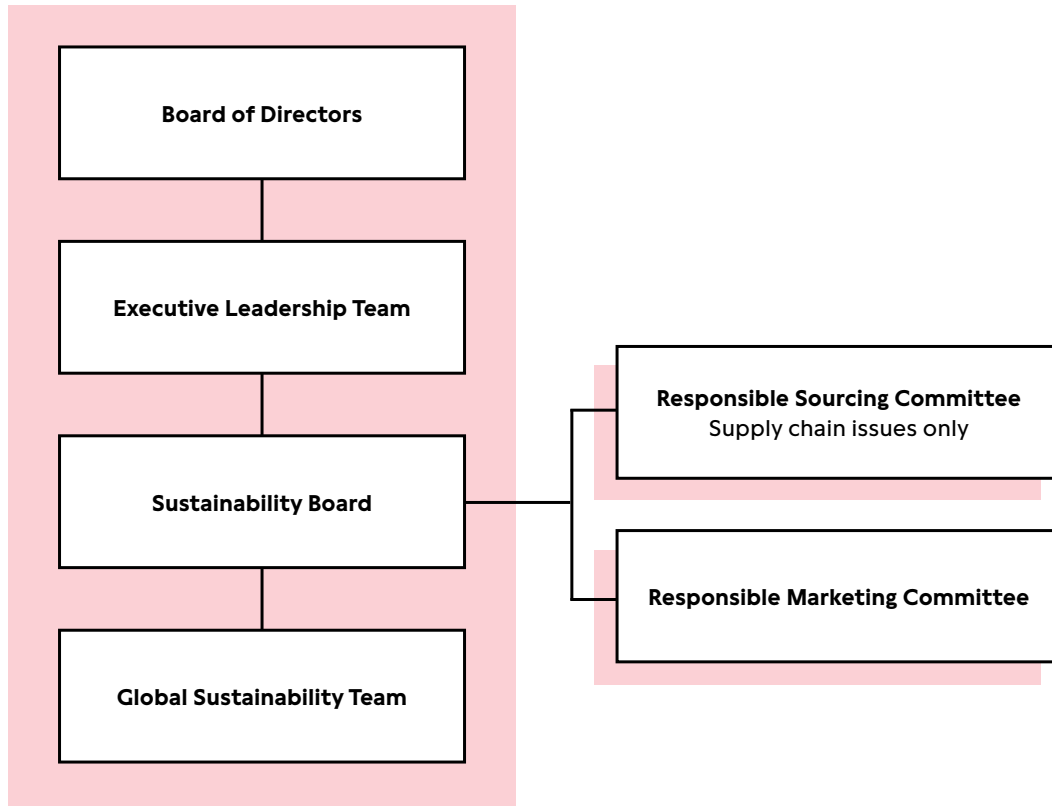 Board of Directors
Executive Leadership Team
Sustainability Board
Global Sustainability Team
Responsible Sourcing Committee
Supply chain issues only
Responsible Marketing Committee